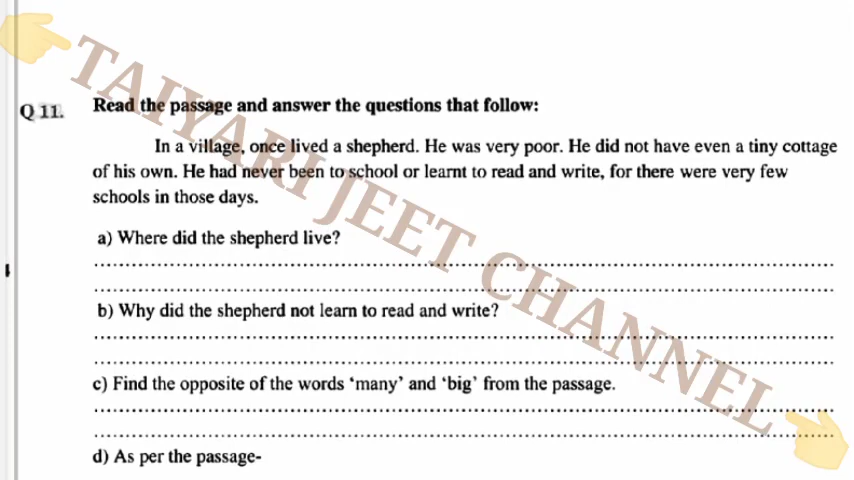 TAIYARI JEET CHANNEL
Q 11. Read the passage and answer the questions that follow:
In a village, once lived a shepherd. He was very poor. He did not have even a tiny cottage
of his own. He had never been to school or learnt to read and write, for there were very few
schools in those days.
a) Where did the shepherd live?
b) Why did the shepherd not learn to read and write?
c) Find the opposite of the words ‘many’ and ‘big’ from the passage.
d) As per the passage-